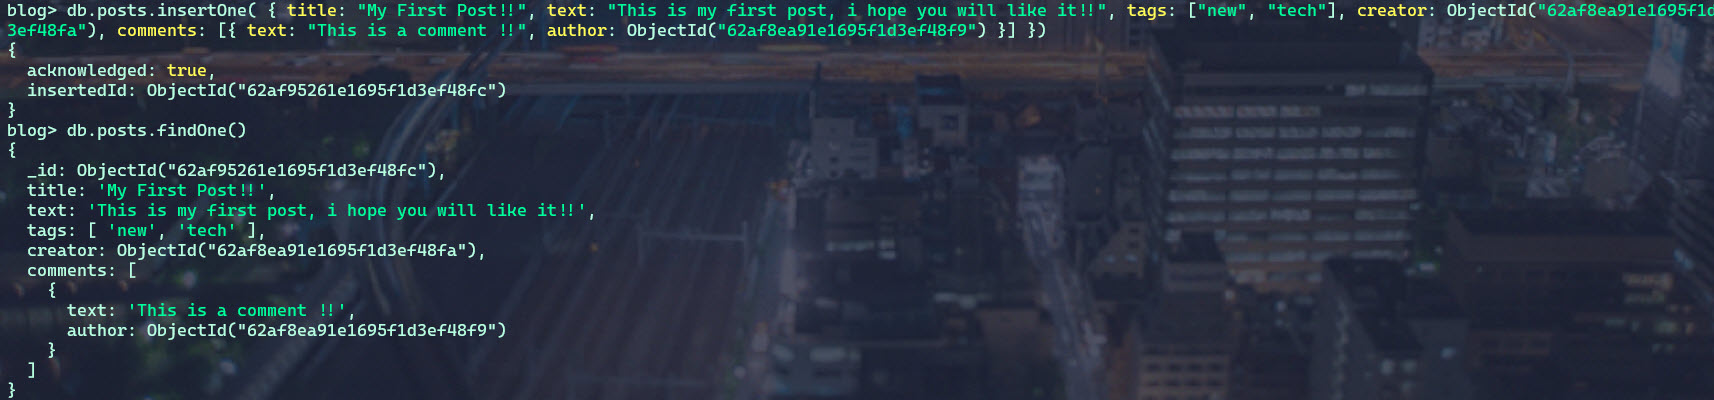 blog> db.posts.insertOne( { title: "My First Post!!", text: "This is my first post, i hope you will like it!!", tags: ["new", "tech"], creator: ObjectId("62af8ea91e1695f1d
3ef48fa"), comments: [{ text: "This is a comment !!", author: ObjectId("62af8ea91e1695f1d3ef48f9") }] })
{
  acknowledged: true,
  insertedId: ObjectId("62af95261e1695f1d3ef48fc")
}
blog> db.posts.findOne()
{
  _id: ObjectId("62af95261e1695f1d3ef48fc"),
  title: 'My First Post!!',
  text: 'This is my first post, i hope you will like it!!',
  tags: [ 'new', 'tech' ],
  creator: ObjectId("62af8ea91e1695f1d3ef48fa"),
  comments: [
    {
      text: 'This is a comment !!',
      author: ObjectId("62af8ea91e1695f1d3ef48f9")
    }
  ]
}